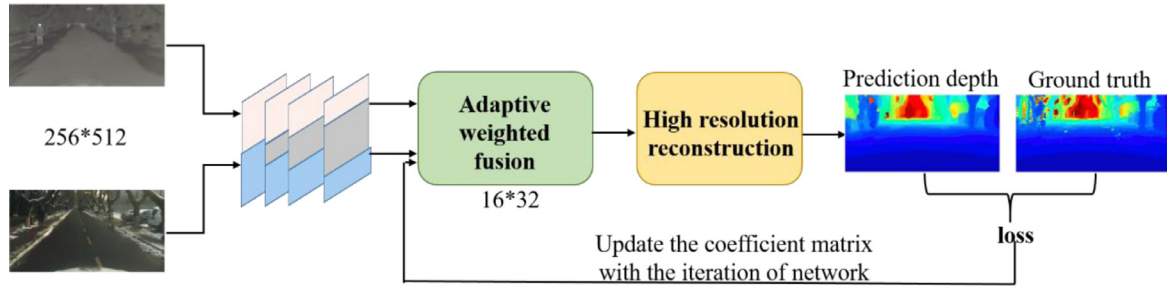 256*512
Adaptive
weighted
fusion
16*32
High resolution
reconstruction
Prediction depth
Ground truth
loss
Update the coefficient matrix
with the iteration of network